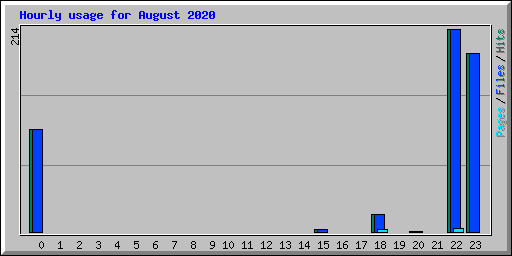 Hourly usage for August 2020
214
Pages/Files/Hits
0 1 2 3 4 5 6 7 8 9 10 11 12 13 14 15 16 17 18 19 20 21 22 23